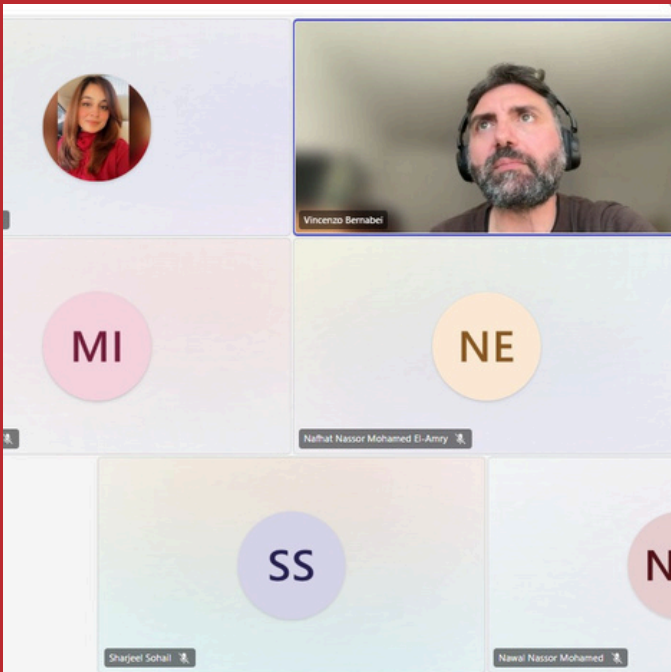 Vincenzo Bernabei
MI
NE
Nafhat Nassor Mohamed El-Amry
SS
N
Sharjeel Sohail
Nawal Nassor Mohamed